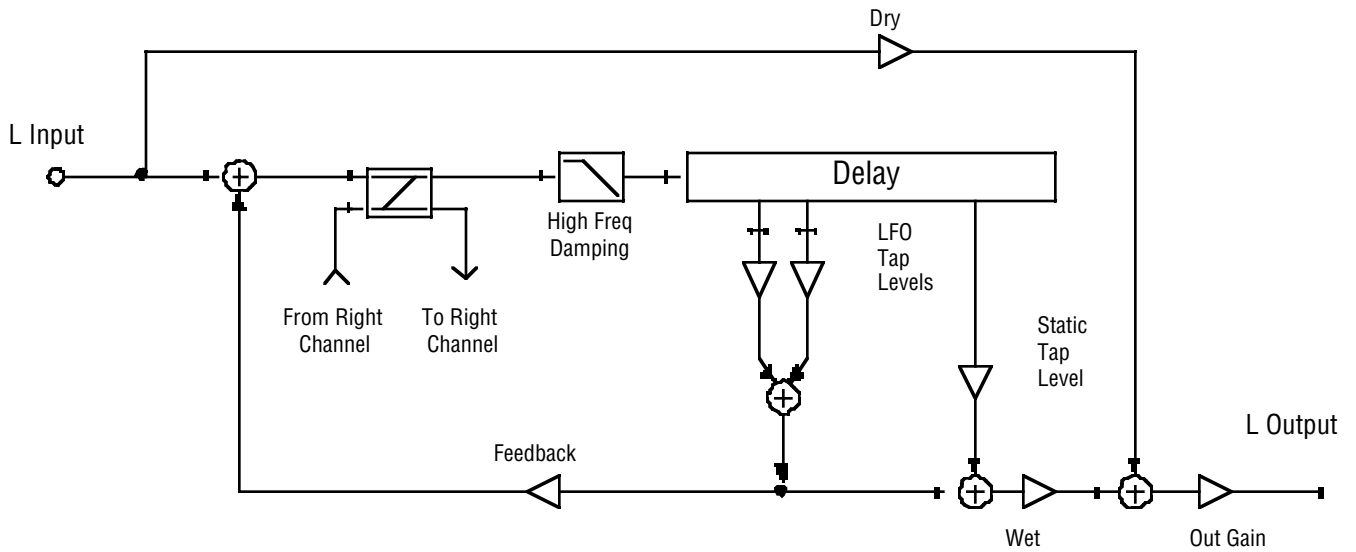 Dry
L Input
Delay
High Freq
Damping
LFO
Tap
Levels
From Right
Channel
To Right
Channel
Static
Tap
Level
L Output
Feedback
Wet
Out Gain